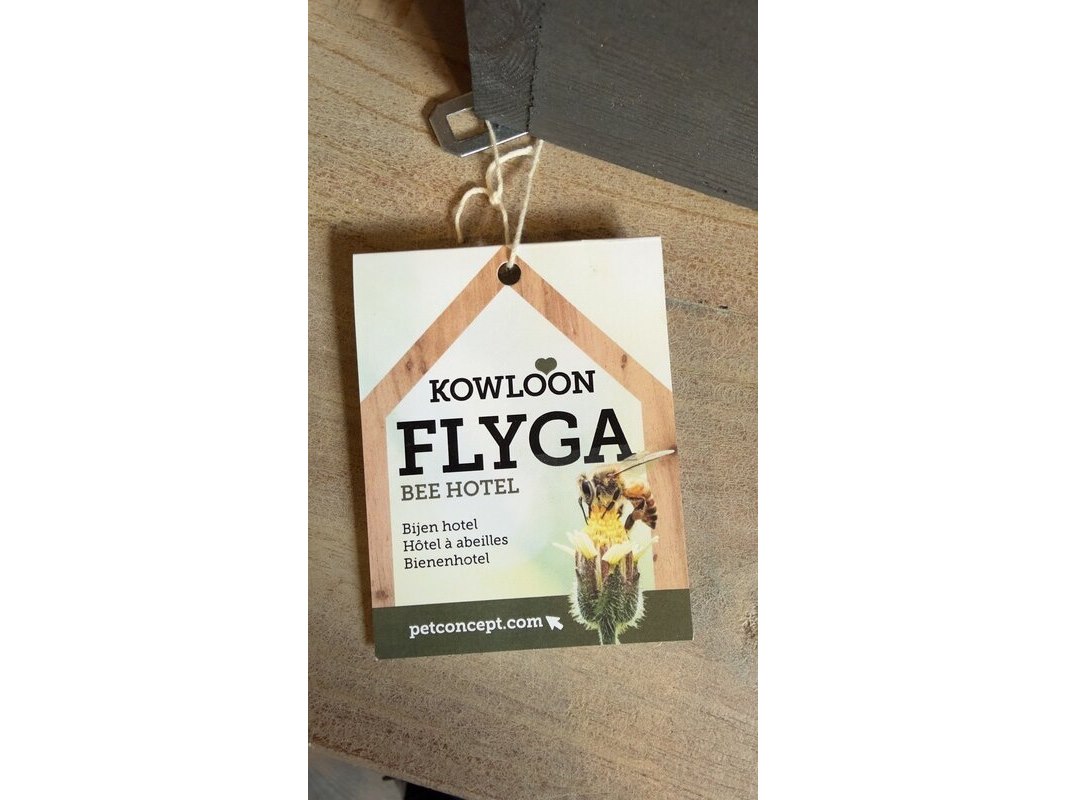 KOWLOON
FLYGA
BEE HOTEL
Bijen hotel
Hôtel à abeilles
Bienenhotel
petconcept.com